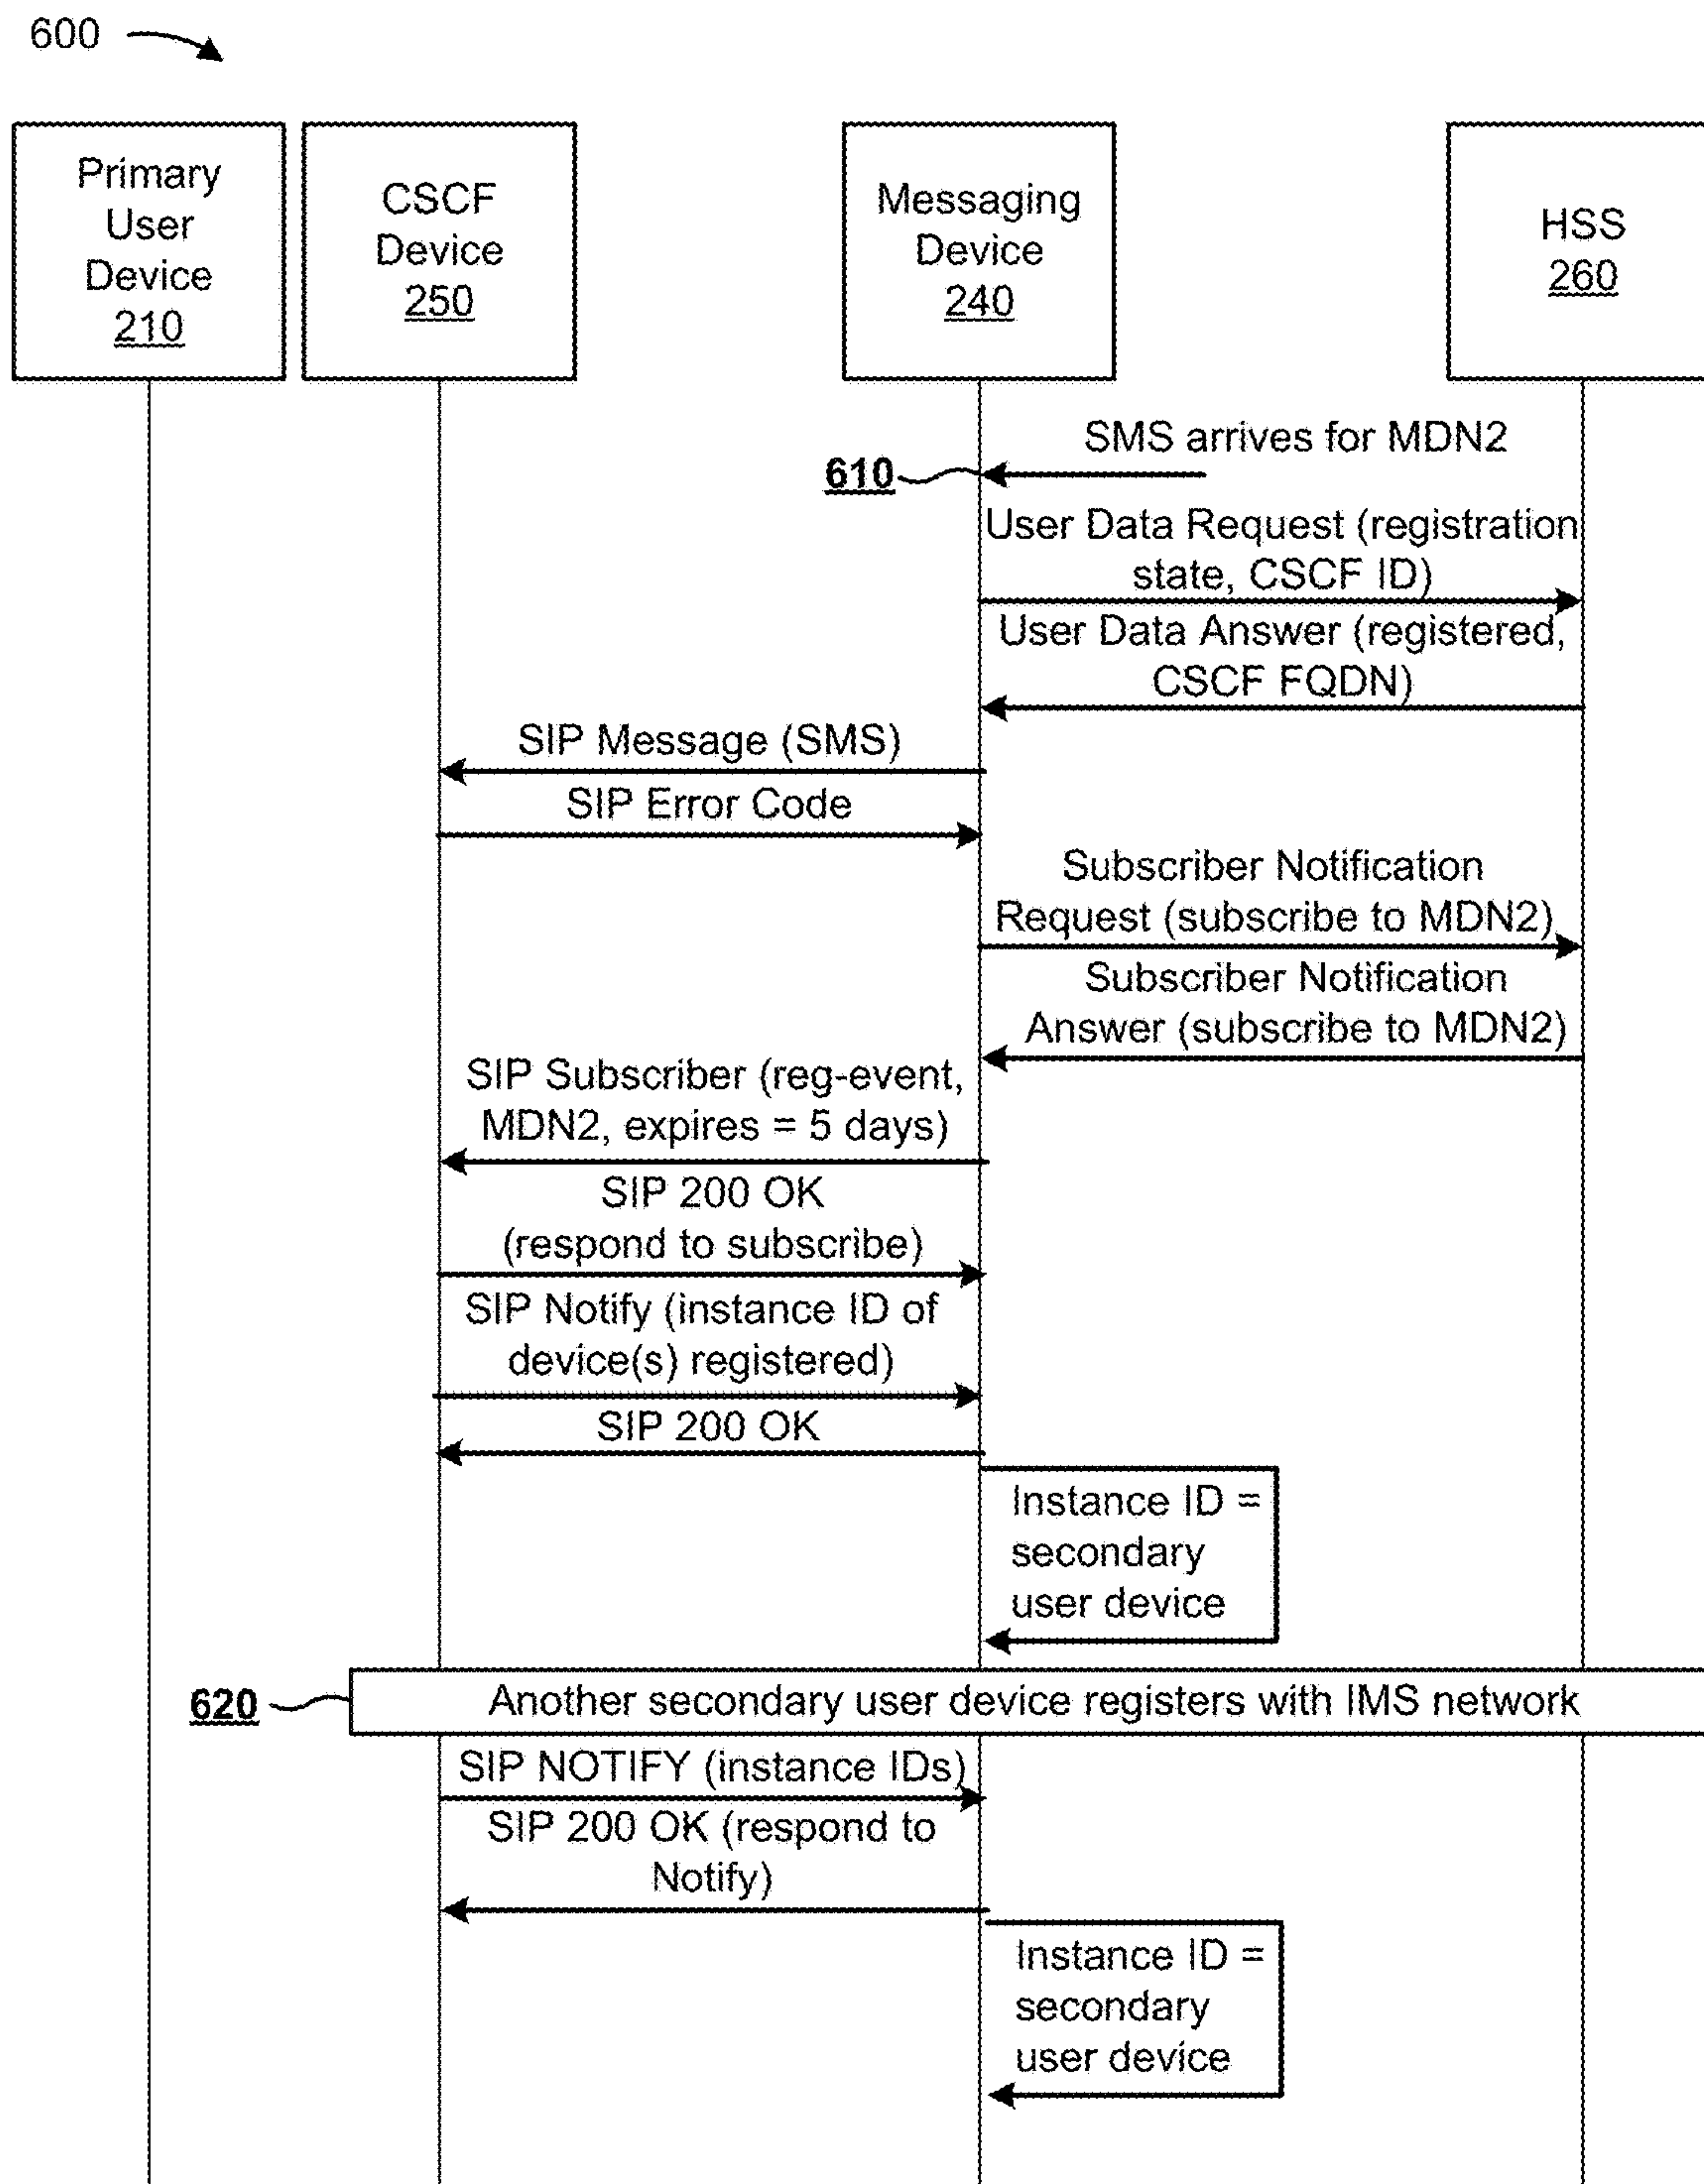 600
Primary
User
Device
210
CSCF
Device
250
Messaging
Device
240
HSS
260
SMS arrives for MDN2
610
User Data Request (registration
state, CSCF ID)
User Data Answer (registered,
CSCF FQDN)
SIP Message (SMS)
SIP Error Code
Subscriber Notification
Request (subscribe to MDN2)
Subscriber Notification
Answer (subscribe to MDN2)
SIP Subscriber (reg-event,
MDN2, expires = 5 days)
SIP 200 OK
(respond to subscribe)
SIP Notify (instance ID of
device(s) registered)
SIP 200 OK
Instance ID =
secondary
user device
620
Another secondary user device registers with IMS network
SIP NOTIFY (instance IDs)
SIP 200 OK (respond to
Notify)
Instance ID =
secondary
user device